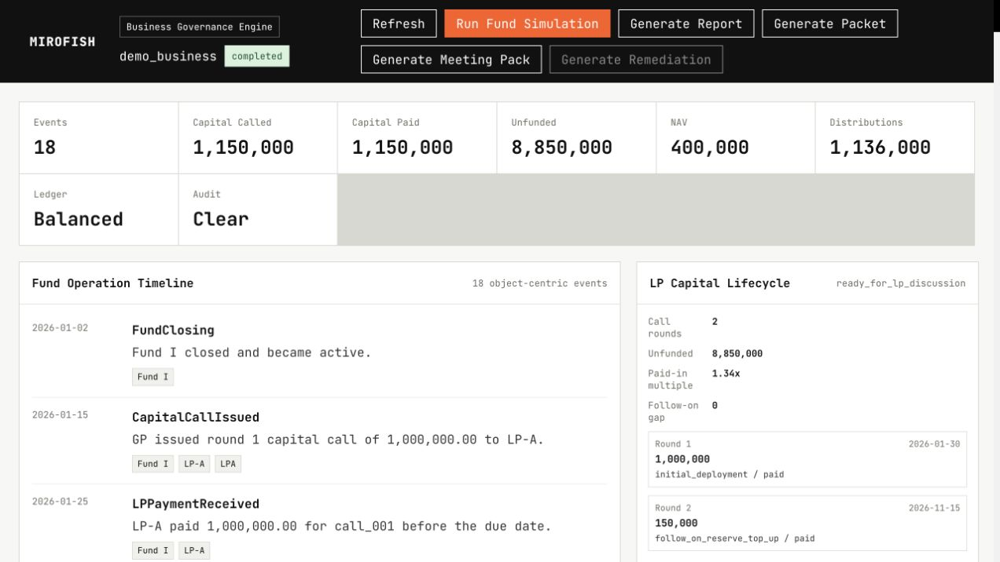 MIROFISH
Business Governance Engine
demo_business completed
Refresh Run Fund Simulation Generate Report Generate Packet
Generate Meeting Pack Generate Remediation
Events Capital Called Capital Paid Unfunded NAV Distributions
18 1,150,000 1,150,000 8,850,000 400,000 1,136,000
Ledger Audit
Balanced Clear
Fund Operation Timeline 18 object-centric events
2026-01-02 FundClosing
Fund I closed and became active.
Fund I
2026-01-15 CapitalCallIssued
GP issued round 1 capital call of 1,000,000.00 to LP-A.
Fund I LP-A LPA
2026-01-25 LPPaymentReceived
LP-A paid 1,000,000.00 for call_001 before the due date.
Fund I LP-A
LP Capital Lifecycle ready_for_lp_discussion
Call 2
rounds
Unfunded 8,850,000
Paid-in 1.34x
multiple
Follow-on 0
gap
Round 1 2026-01-30
1,000,000
initial_deployment / paid
Round 2 2026-11-15
150,000
follow_on_reserve_top_up / paid